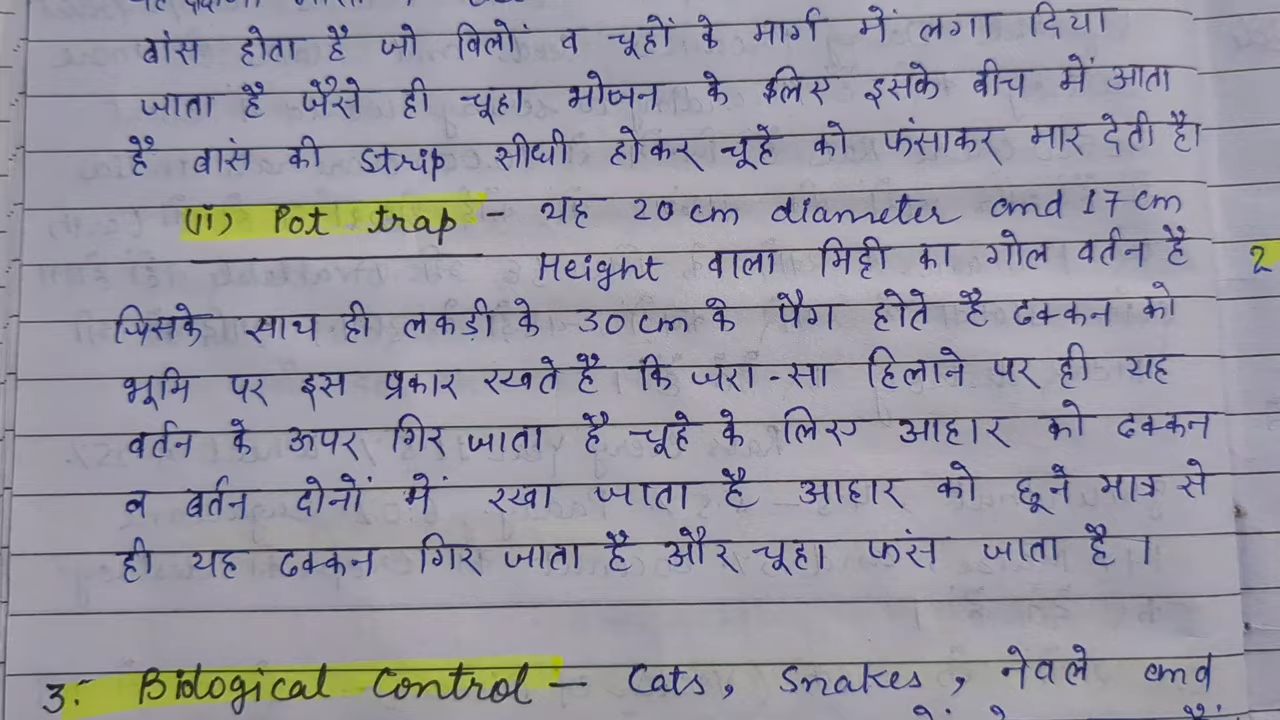 बांस होता है जो बिलों व चूहों के मार्ग में लगा दिया
जाता है जैसे ही चूहा भोजन के लिए इसके बीच में आता
है बांस की strip सीधी होकर चूहे को फंसाकर मार देती है।
(ii) Pot trap - यह 20 cm diameter and 17 cm
Height वाला मिट्टी का गोल बर्तन है
जिसके साथ ही लकड़ी के 30 cm के पैग होते है ढक्कन को
भूमि पर इस प्रकार रखते है कि जरा-सा हिलाने पर ही यह
बर्तन के ऊपर गिर जाता है चूहे के लिए आहार को ढक्कन
व बर्तन दोनों में रखा जाता है आहार को छूने मात्र से
ही यह ढक्कन गिर जाता है और चूहा फंस जाता है ।
3. Biological Control - Cats, Snakes, नेवले and
2